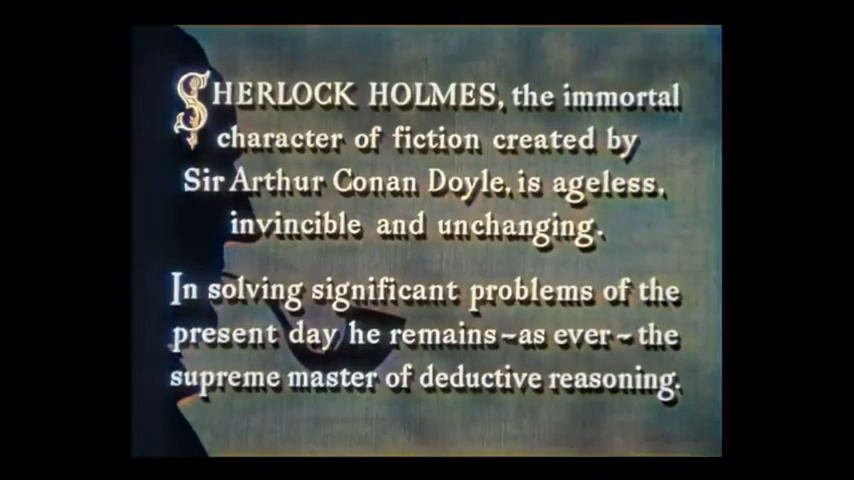 SHERLOCK HOLMES, the immortal
character of fiction created by
Sir Arthur Conan Doyle, is ageless,
invincible and unchanging.
In solving significant problems of the
present day he remains~as ever~the
supreme master of deductive reasoning.